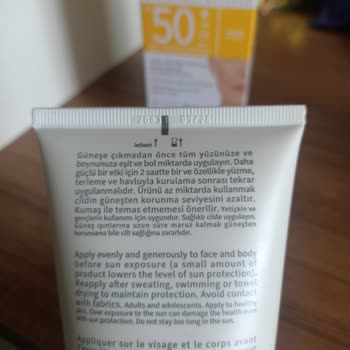 50+
Güneşe çıkmadan önce tüm yüzünüze ve
boynunuza eşit ve bol miktarda uygulayın. Daha
güçlü bir etki için 2 saatte bir ve özellikle yüzme,
terleme ve havluyla kurulama sonrası tekrar
uygulanmalıdır. Ürünü az miktarda kullanmak
cildin güneşten korunma seviyesini azaltır.
Kumaş ile temas etmemesi önerilir. Yetişkin ve
gençlerin kullanımı için uygundur. Sağlıklı cilde uygulayın.
Güneş ışınlarına uzun süre maruz kalmak güneşten
korunsanız bile cilt sağlığına zararlıdır.
Apply evenly and generously to face and body
before sun exposure (a small amount of
product lowers the level of sun protection).
Reapply after sweating, swimming or towel
drying to maintain protection. Avoid contact
with fabrics. Adults and adolescents. Apply to healthy
skin. Over exposure to the sun can damage the health even
with sun protection. Do not stay too long in the sun.
Appliquer sur le visage et le corps avant